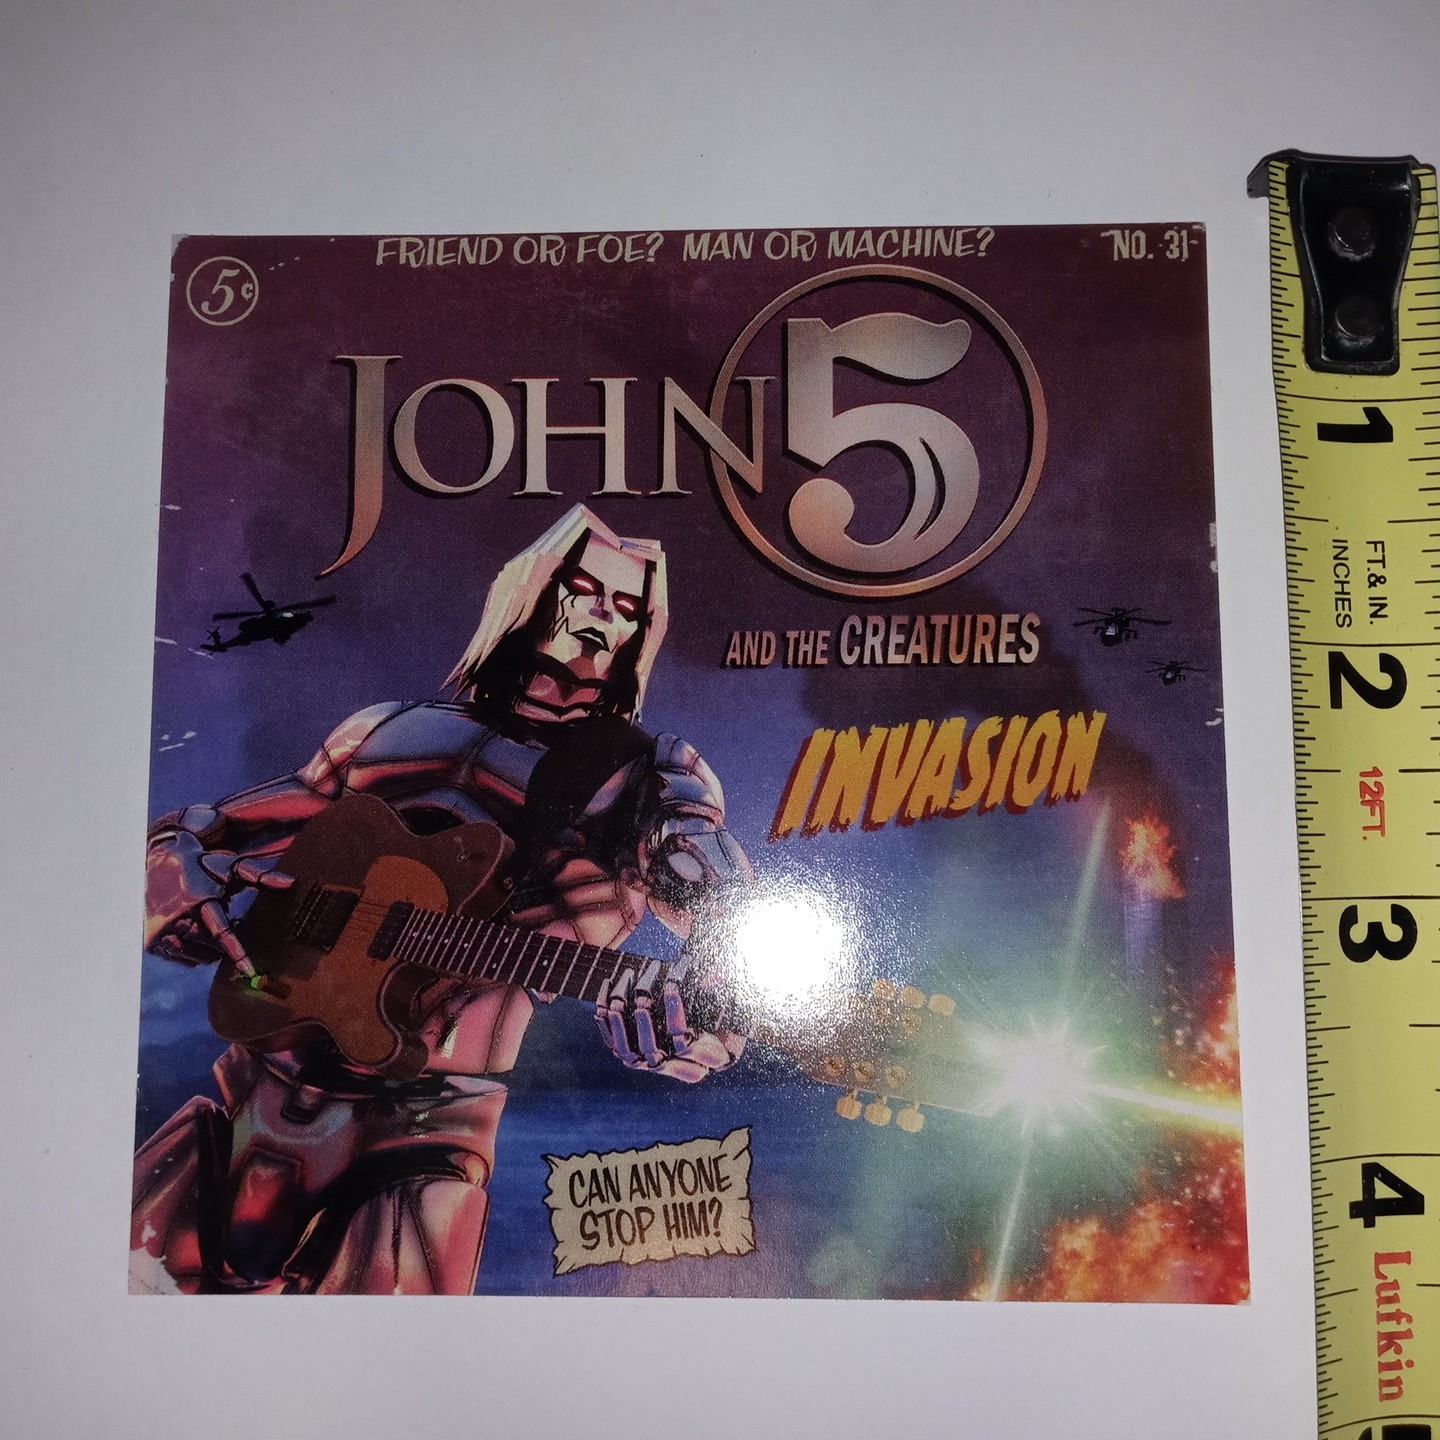 FRIEND OR FOE? MAN OR MACHINE?
NO. 31
5¢
JOHN 5
AND THE CREATURES
INVASION
CAN ANYONE
STOP HIM?
1
FT. & IN.
INCHES
2
12FT.
3
4
Lufkin
5